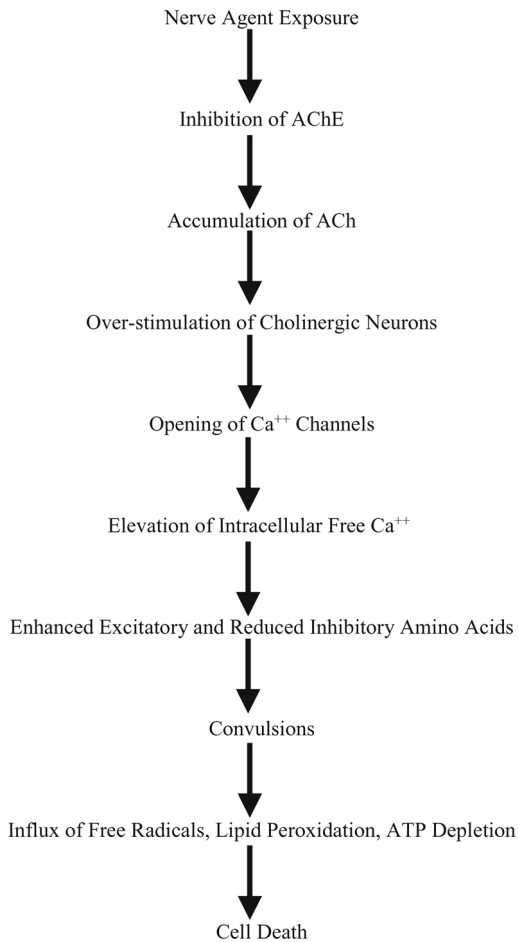 Nerve Agent Exposure
Inhibition of AChE
Accumulation of ACh
Over-stimulation of Cholinergic Neurons
Opening of Ca⁺⁺ Channels
Elevation of Intracellular Free Ca⁺⁺
Enhanced Excitatory and Reduced Inhibitory Amino Acids
Convulsions
Influx of Free Radicals, Lipid Peroxidation, ATP Depletion
Cell Death